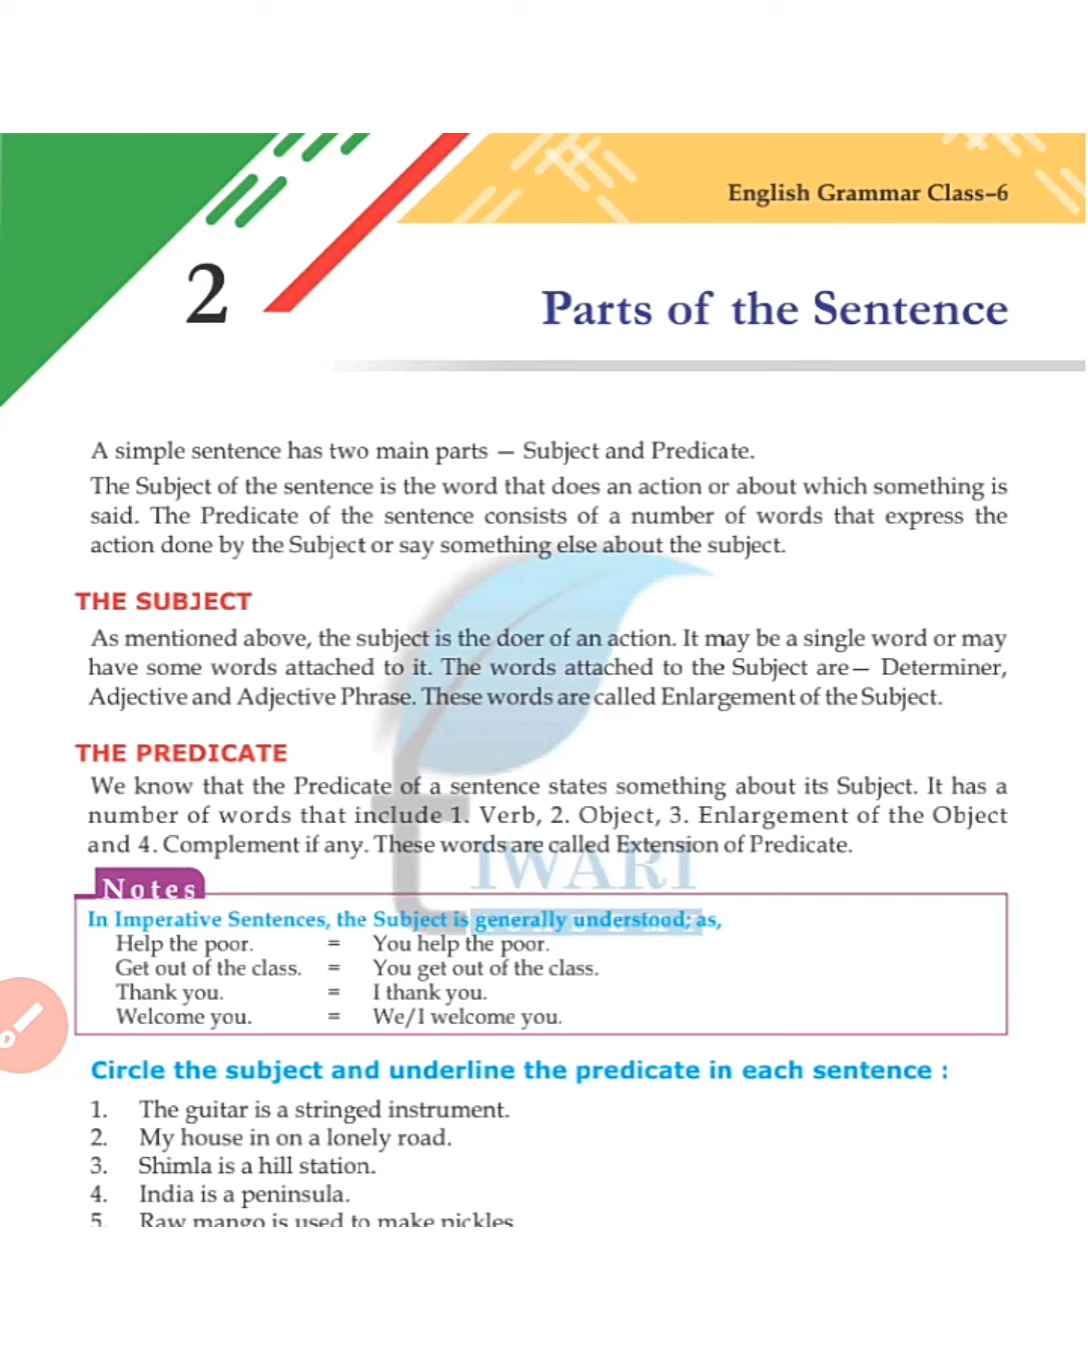 English Grammar Class–6
2
Parts of the Sentence
A simple sentence has two main parts — Subject and Predicate.
The Subject of the sentence is the word that does an action or about which something is
said. The Predicate of the sentence consists of a number of words that express the
action done by the Subject or say something else about the subject.
THE SUBJECT
As mentioned above, the subject is the doer of an action. It may be a single word or may
have some words attached to it. The words attached to the Subject are— Determiner,
Adjective and Adjective Phrase. These words are called Enlargement of the Subject.
THE PREDICATE
We know that the Predicate of a sentence states something about its Subject. It has a
number of words that include 1. Verb, 2. Object, 3. Enlargement of the Object
and 4. Complement if any. These words are called Extension of Predicate.
IWARI
Notes
In Imperative Sentences, the Subject is generally understood; as,
Help the poor. = You help the poor.
Get out of the class. = You get out of the class.
Thank you. = I thank you.
Welcome you. = We/I welcome you.
Circle the subject and underline the predicate in each sentence :
1. The guitar is a stringed instrument.
2. My house in on a lonely road.
3. Shimla is a hill station.
4. India is a peninsula.
5. Raw mango is used to make pickles.